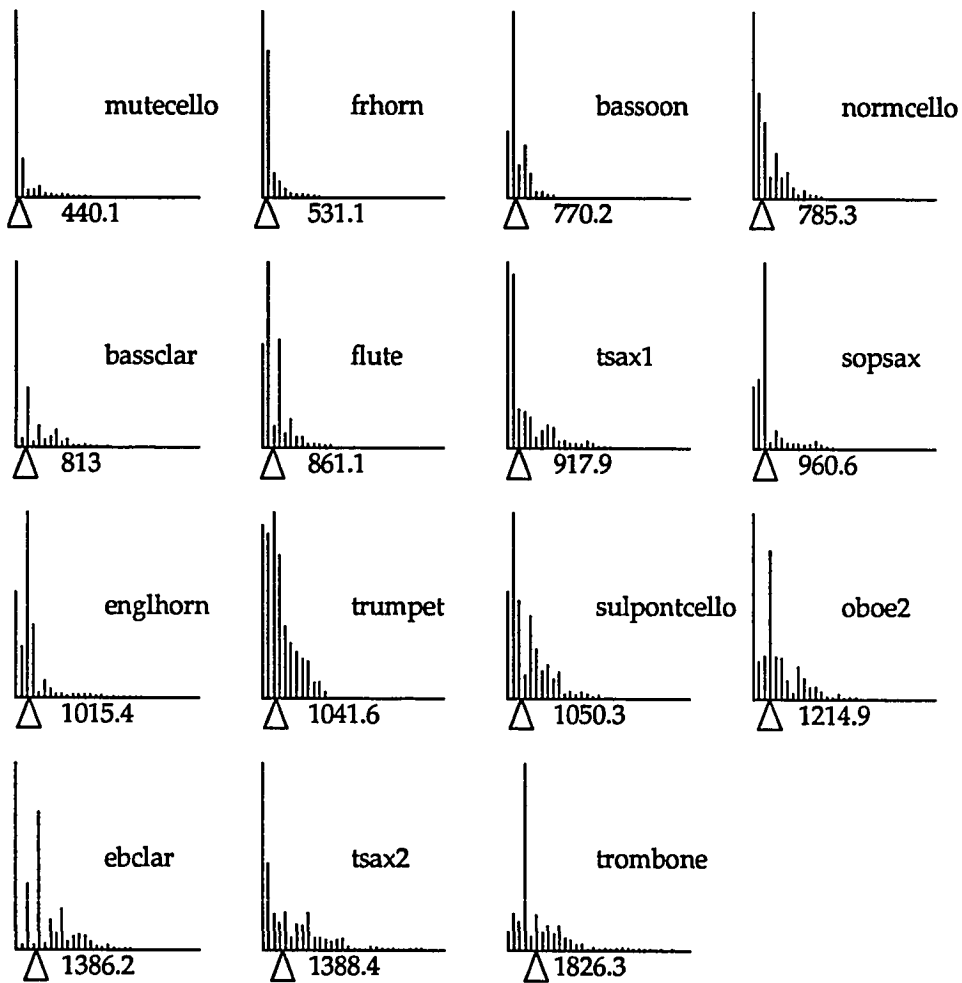 mutecello
440.1
frhorn
531.1
bassoon
770.2
normcello
785.3
bassclar
813
flute
861.1
tsax1
917.9
sopsax
960.6
englhorn
1015.4
trumpet
1041.6
sulpontcello
1050.3
oboe2
1214.9
ebclar
1386.2
tsax2
1388.4
trombone
1826.3